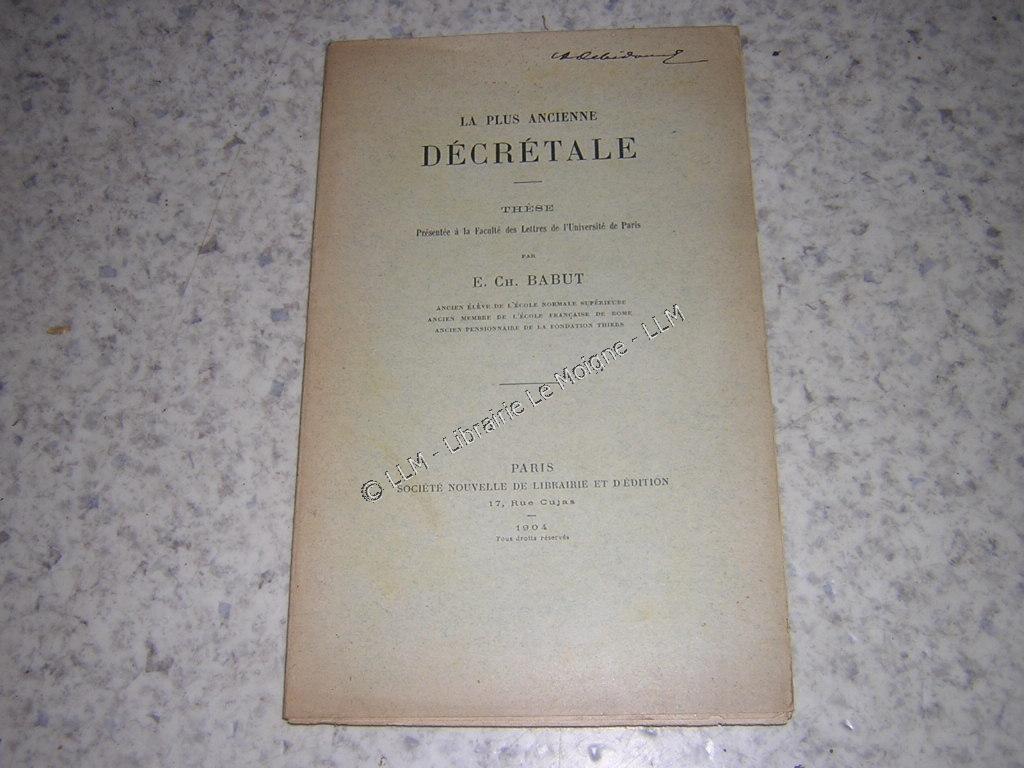 LA PLUS ANCIENNE
DÉCRÉTALE
THÈSE
Présentée à la Faculté des Lettres de l'Université de Paris
PAR
E. CH. BABUT
ANCIEN ÉLÈVE DE L'ÉCOLE NORMALE SUPÉRIEURE
ANCIEN MEMBRE DE L'ÉCOLE FRANÇAISE DE ROME
ANCIEN PENSIONNAIRE DE LA FONDATION THIERS
© LLM - Librairie Le Moigne - LLM
PARIS
SOCIÉTÉ NOUVELLE DE LIBRAIRIE ET D'ÉDITION
17, Rue Cujas
1904
Tous droits réservés